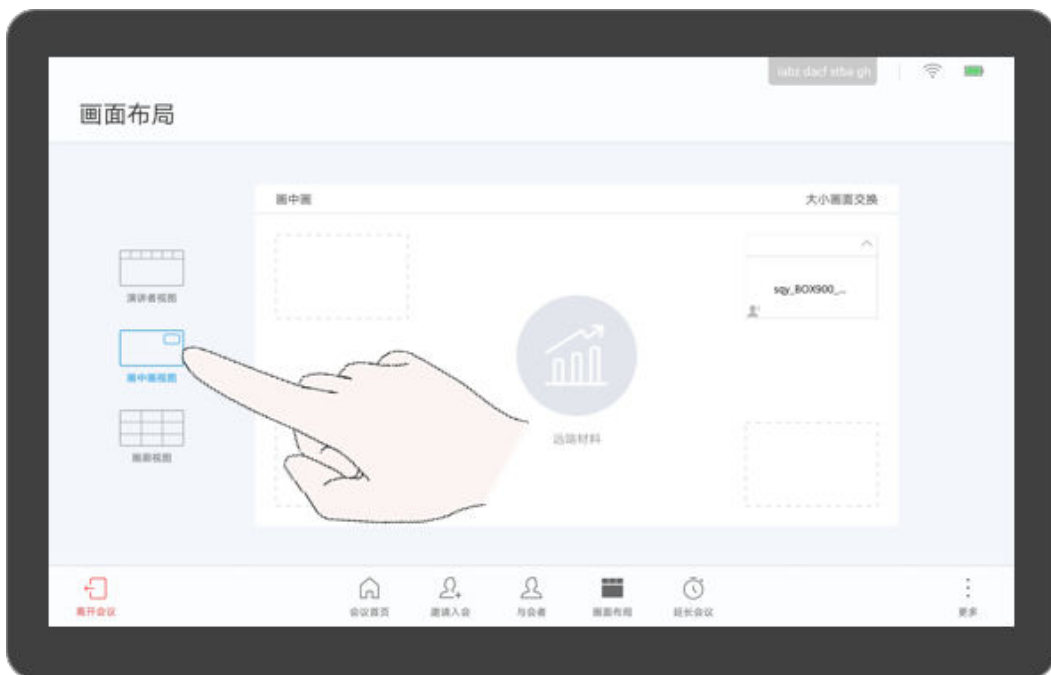 画面布局
画中画
大小画面交换
演讲者视图
sqy_BOX900_...
画中画视图
远端材料
画廊视图
离开会议
会议首页
邀请入会
与会者
画面布局
延长会议
更多